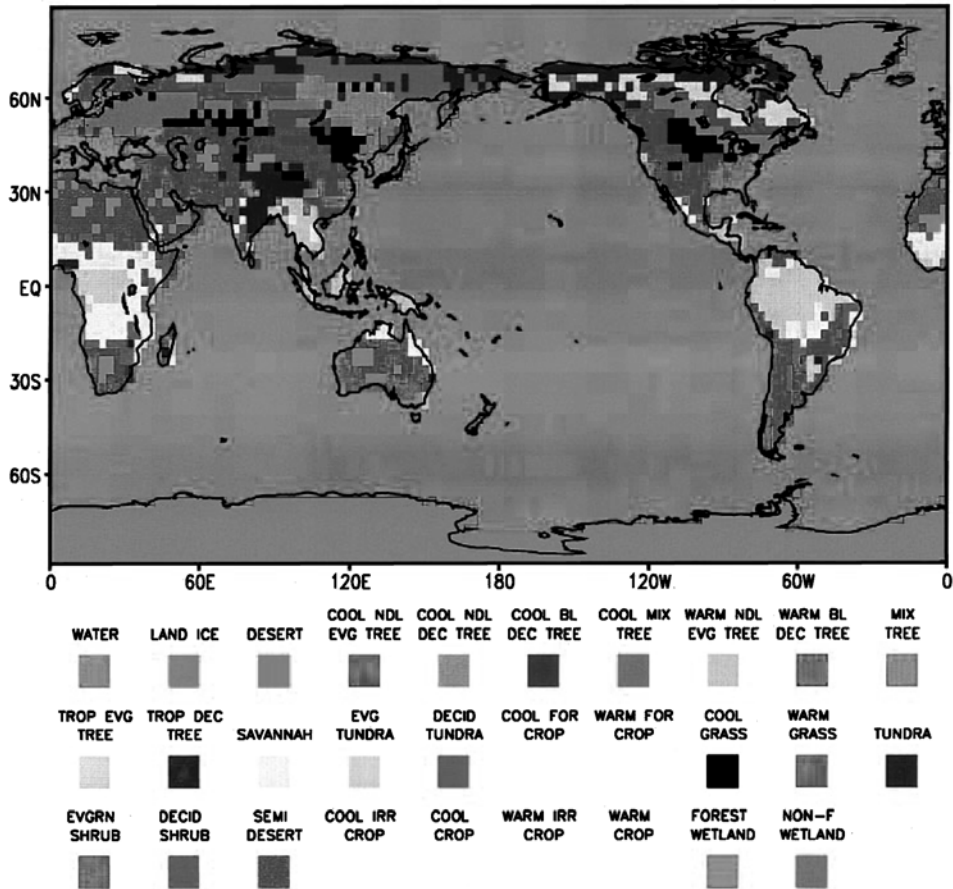 60N
30N
EQ
30S
60S
0 60E 120E 180 120W 60W 0
WATER LAND ICE DESERT COOL NDL EVG TREE COOL NDL DEC TREE COOL BL DEC TREE COOL MIX TREE WARM NDL EVG TREE WARM BL DEC TREE MIX TREE
TROP EVG TREE TROP DEC TREE SAVANNAH EVG TUNDRA DECID TUNDRA COOL FOR CROP WARM FOR CROP COOL GRASS WARM GRASS TUNDRA
EVGRN SHRUB DECID SHRUB SEMI DESERT COOL IRR CROP COOL CROP WARM IRR CROP WARM CROP FOREST WETLAND NON-F WETLAND